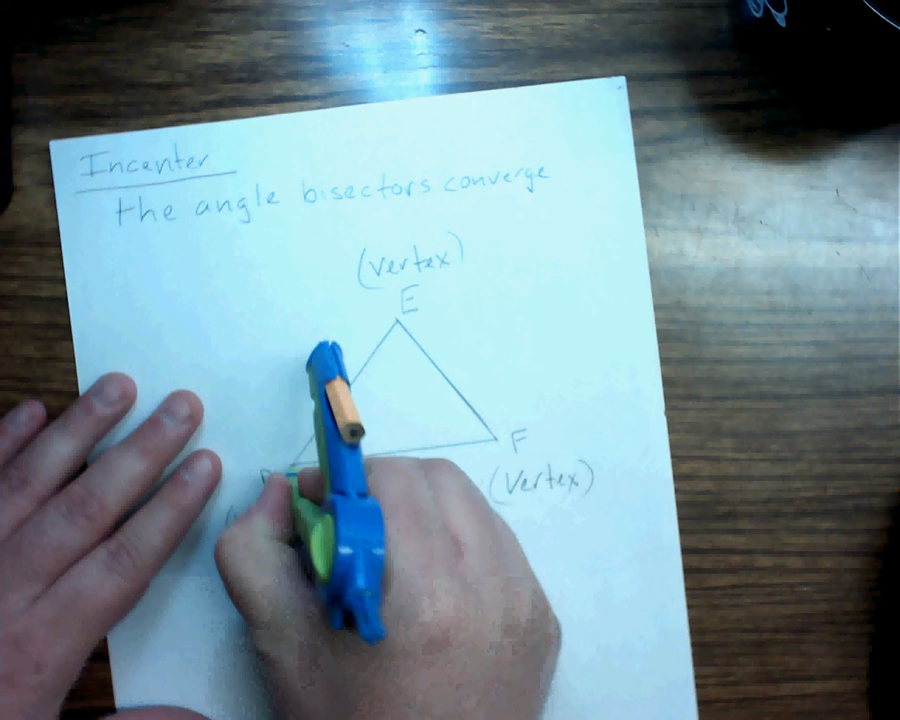 Incenter
the angle bisectors converge
(vertex)
E
F
(vertex)